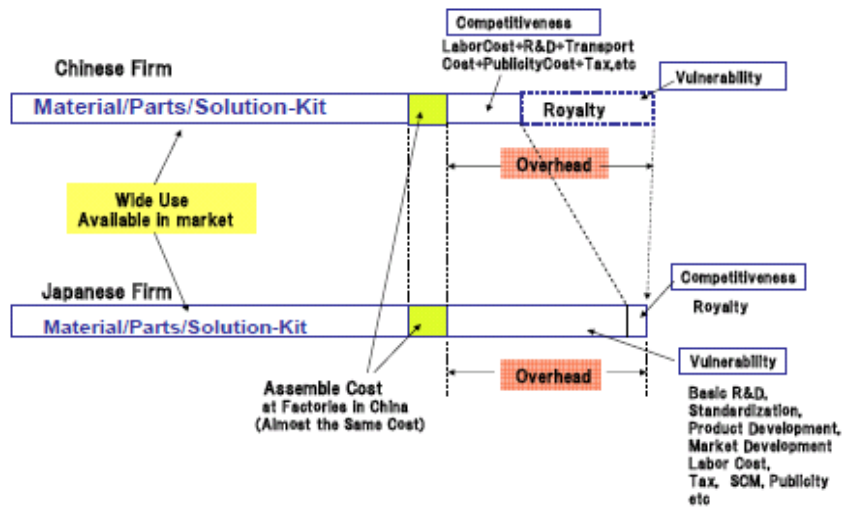 Competitiveness
LaborCost+R&D+Transport
Cost+PublicityCost+Tax,etc
Chinese Firm
Vulnerability
Material/Parts/Solution-Kit
Royalty
Overhead
Wide Use
Available in market
Japanese Firm
Competitiveness
Royalty
Material/Parts/Solution-Kit
Vulnerability
Overhead
Assemble Cost
at Factories in China
(Almost the Same Cost)
Basic R&D,
Standardization,
Product Development,
Market Development
Labor Cost,
Tax, SCM, Publicity
etc